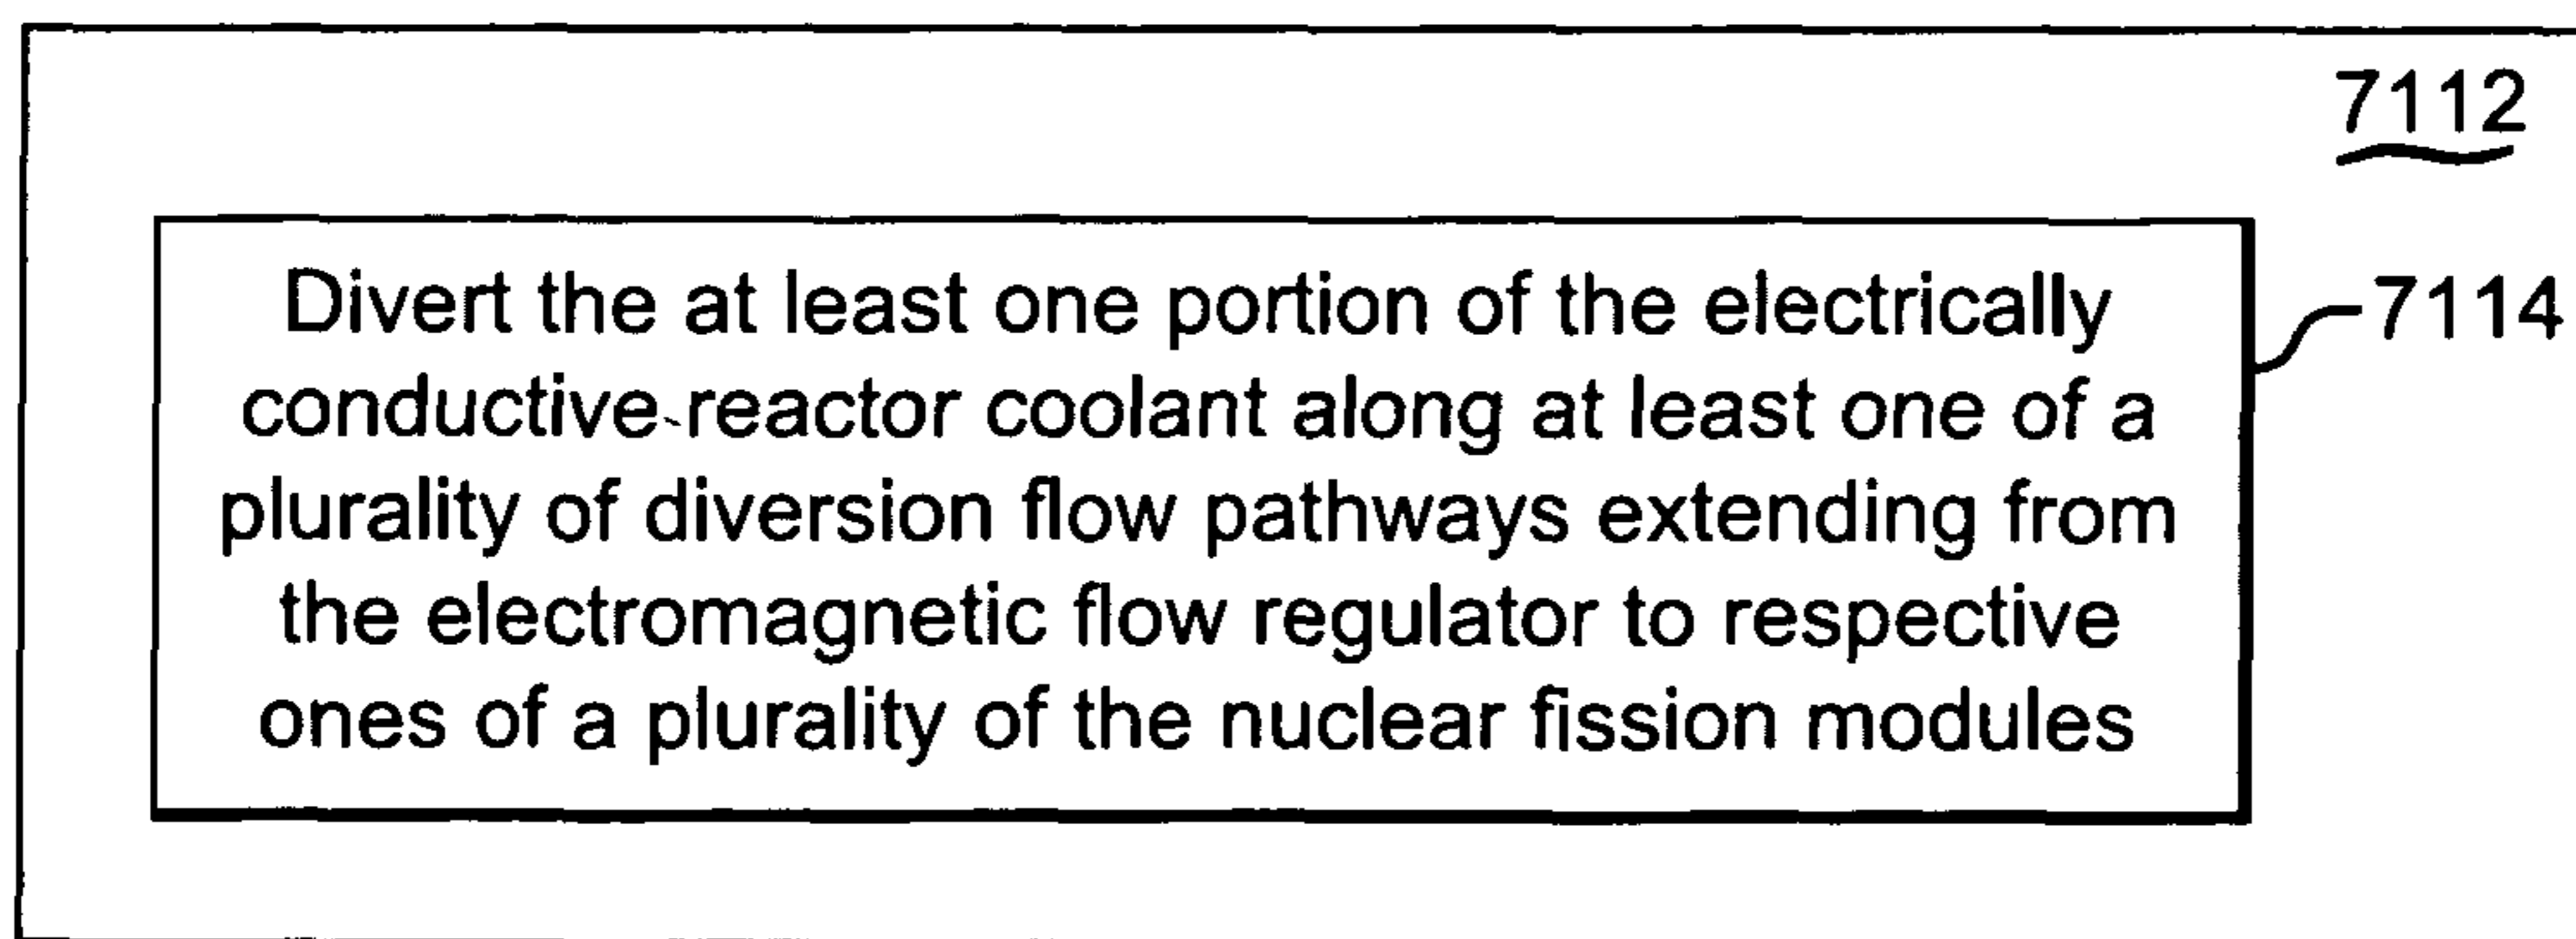 7112
Divert the at least one portion of the electrically
7114
conductive reactor coolant along at least one of a
plurality of diversion flow pathways extending from
the electromagnetic flow regulator to respective
ones of a plurality of the nuclear fission modules